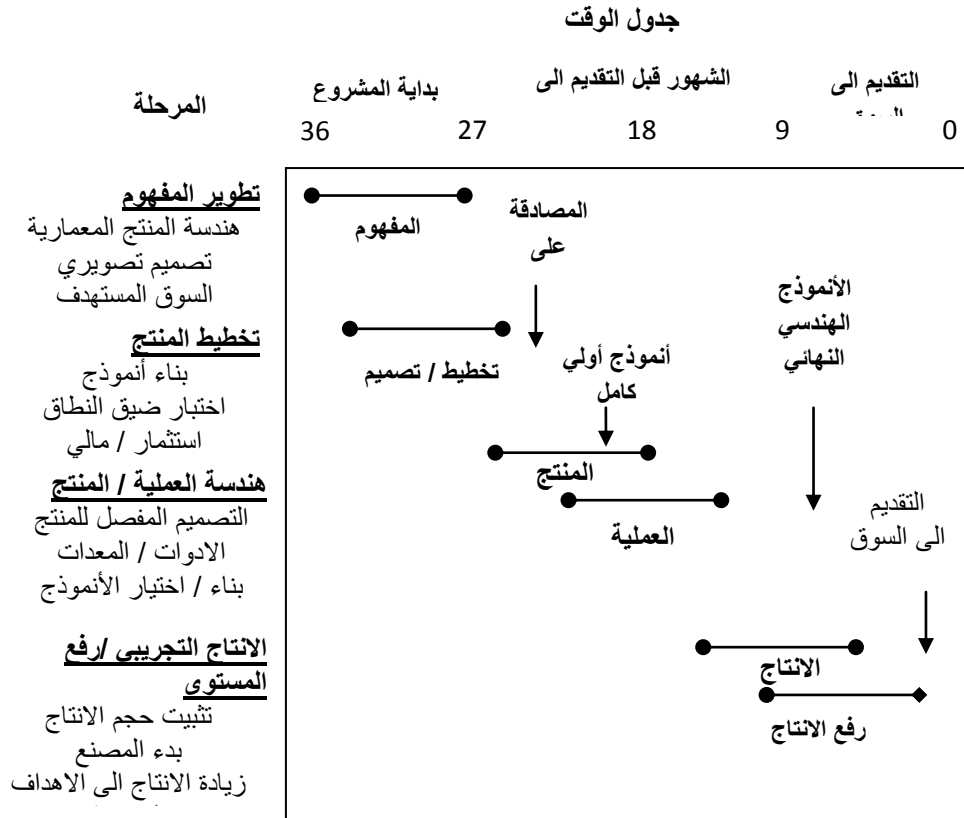 جدول الوقت
المرحلة
بداية المشروع
الشهور قبل التقديم الى
التقديم الى
36 27 18 9 0
تطوير المفهوم
هندسة المنتج المعمارية
تصميم تصويري
السوق المستهدف
تخطيط المنتج
بناء أنموذج
اختبار ضيق النطاق
استثمار / مالي
هندسة العملية / المنتج
التصميم المفصل للمنتج
الادوات / المعدات
بناء / اختيار الأنموذج
الانتاج التجريبي /رفع
المستوى
تثبيت حجم الانتاج
بدء المصنع
زيادة الانتاج الى الاهداف
المفهوم
المصادقة
على
تخطيط / تصميم
أنموذج أولي
كامل
المنتج
العملية
الأنموذج
الهندسي
النهائي
التقديم
الى السوق
الانتاج
رفع الانتاج